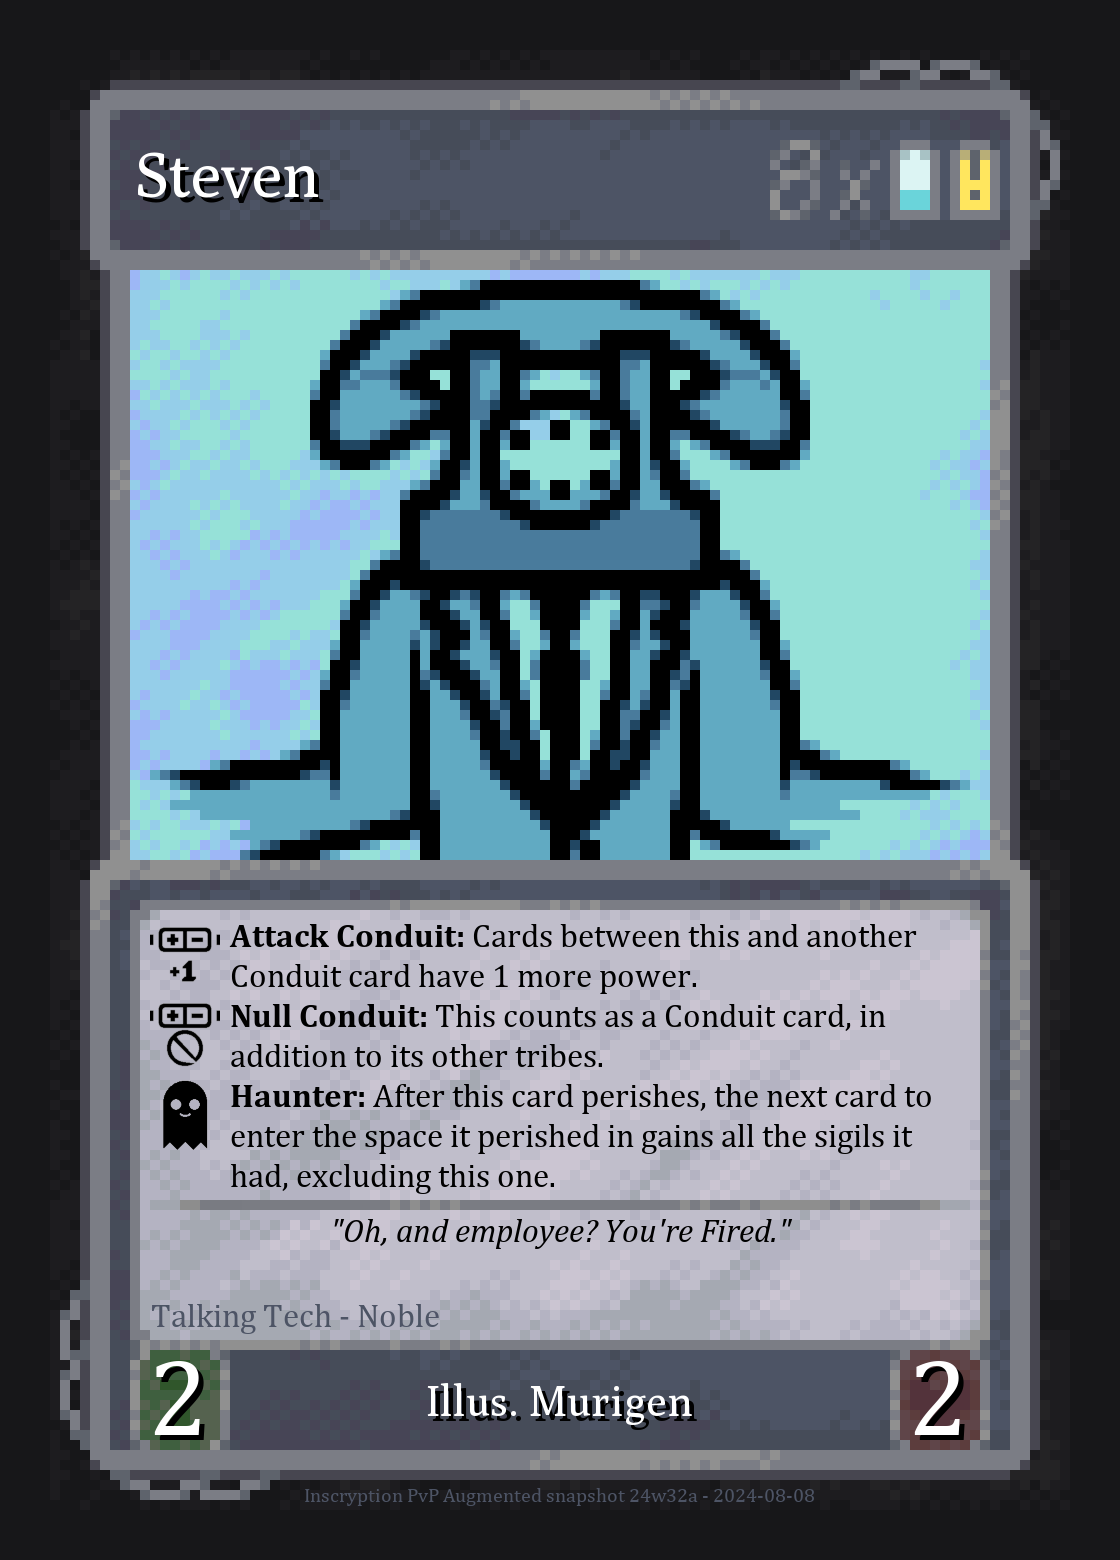 Steven 8x
Attack Conduit: Cards between this and another
Conduit card have 1 more power.
+1
Null Conduit: This counts as a Conduit card, in
addition to its other tribes.
Haunter: After this card perishes, the next card to
enter the space it perished in gains all the sigils it
had, excluding this one.
"Oh, and employee? You're Fired."
Talking Tech - Noble
2 Illus. Murigen 2
Inscryption PvP Augmented snapshot 24w32a - 2024-08-08